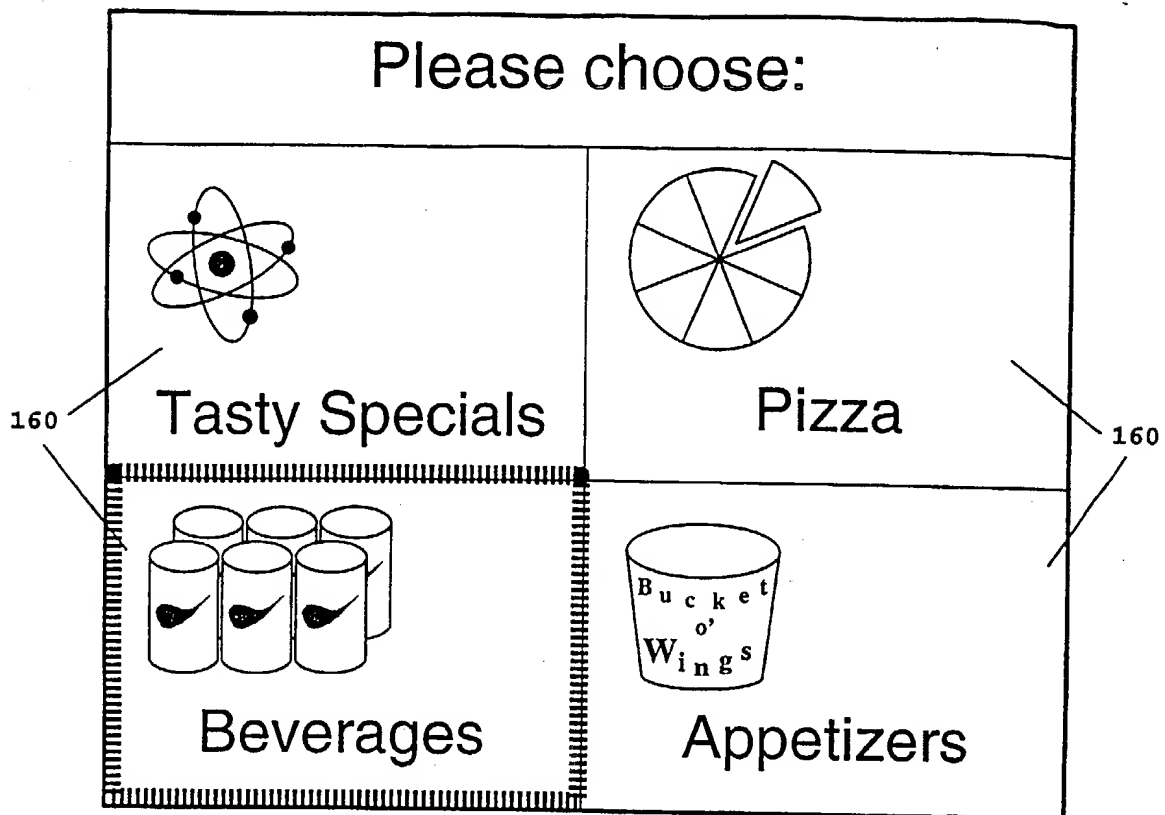 Please choose:
Tasty Specials
Pizza
160
160
Bucket
o'
Wings
Beverages
Appetizers